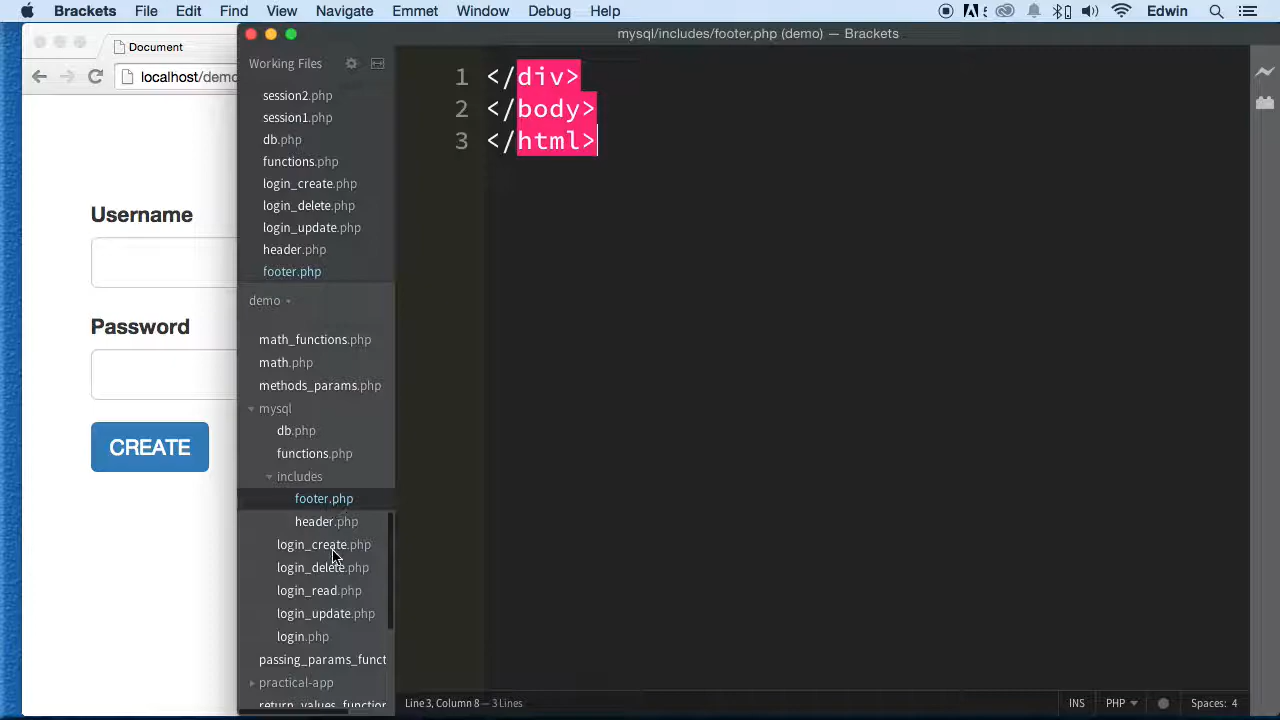 Brackets File Edit Find View Navigate Emmet Window Debug Help Edwin
Document
mysql/includes/footer.php (demo) — Brackets
localhost/demo
Working Files
session2.php
session1.php
db.php
functions.php
login_create.php
login_delete.php
login_update.php
header.php
footer.php
demo
math_functions.php
math.php
methods_params.php
mysql
db.php
functions.php
includes
footer.php
header.php
login_create.php
login_delete.php
login_read.php
login_update.php
login.php
passing_params_funct
practical-app
return_values_function
1 </div>
2 </body>
3 </html>
Username
Password
CREATE
Line 3, Column 8 — 3 Lines
INS PHP Spaces: 4